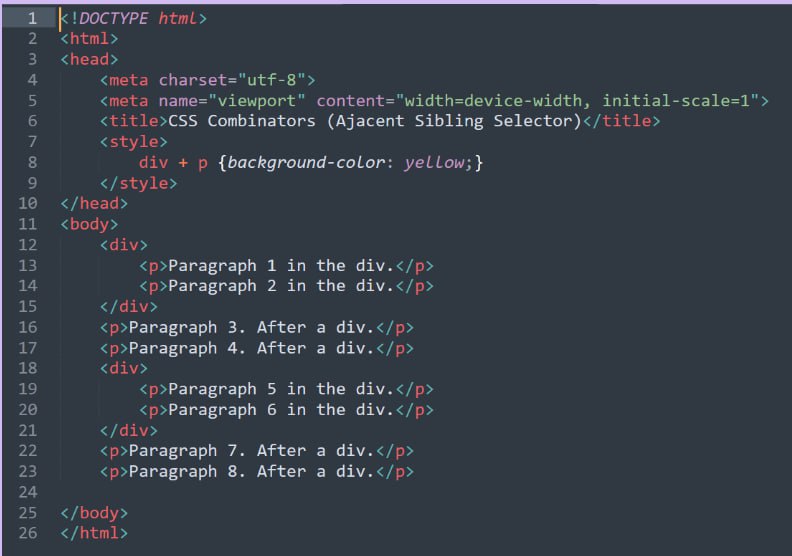 1 <!DOCTYPE html>
2 <html>
3 <head>
4 <meta charset="utf-8">
5 <meta name="viewport" content="width=device-width, initial-scale=1">
6 <title>CSS Combinators (Ajacent Sibling Selector)</title>
7 <style>
8 div + p {background-color: yellow;}
9 </style>
10 </head>
11 <body>
12 <div>
13 <p>Paragraph 1 in the div.</p>
14 <p>Paragraph 2 in the div.</p>
15 </div>
16 <p>Paragraph 3. After a div.</p>
17 <p>Paragraph 4. After a div.</p>
18 <div>
19 <p>Paragraph 5 in the div.</p>
20 <p>Paragraph 6 in the div.</p>
21 </div>
22 <p>Paragraph 7. After a div.</p>
23 <p>Paragraph 8. After a div.</p>
24
25 </body>
26 </html>